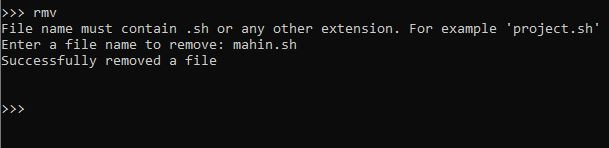 >>> rmv
File name must contain .sh or any other extension. For example 'project.sh'
Enter a file name to remove: mahin.sh
Successfully removed a file
>>>